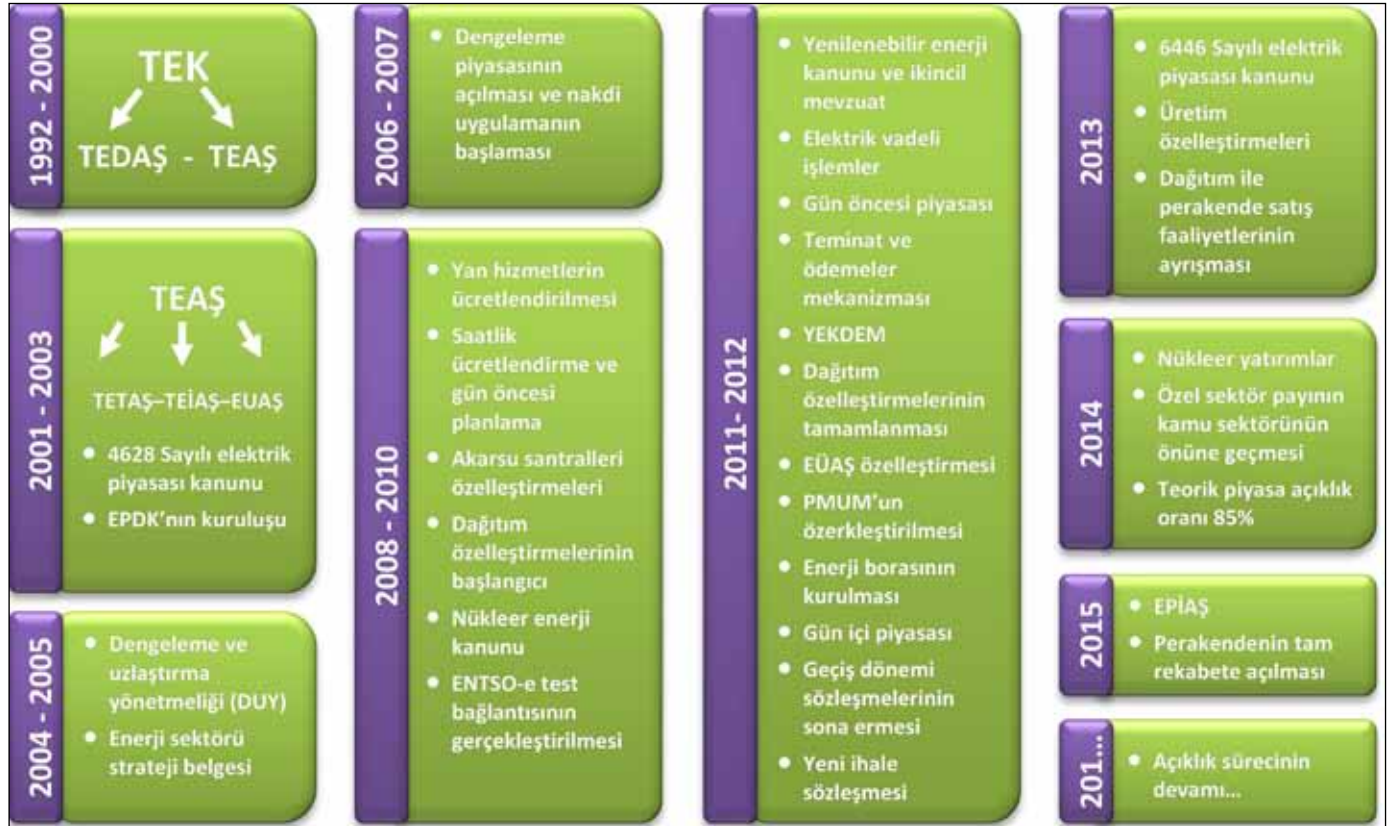 1992 - 2000
TEK
TEDAŞ - TEAŞ
2001 - 2003
TEAŞ
TETAŞ–TEİAŞ–EUAŞ
• 4628 Sayılı elektrik
piyasası kanunu
• EPDK’nın kuruluşu
2004 - 2005
• Dengeleme ve
uzlaştırma
yönetmeliği (DUY)
• Enerji sektörü
strateji belgesi
2006 - 2007
• Dengeleme
piyasasının
açılması ve nakdi
uygulamanın
başlaması
2008 - 2010
• Yan hizmetlerin
ücretlendirilmesi
• Saatlik
ücretlendirme ve
gün öncesi
planlama
• Akarsu santralleri
özelleştirmeleri
• Dağıtım
özelleştirmelerinin
başlangıcı
• Nükleer enerji
kanunu
• ENTSO-e test
bağlantısının
gerçekleştirilmesi
2011- 2012
• Yenilenebilir enerji
kanunu ve ikincil
mevzuat
• Elektrik vadeli
işlemler
• Gün öncesi piyasası
• Teminat ve
ödemeler
mekanizması
• YEKDEM
• Dağıtım
özelleştirmelerinin
tamamlanması
• EÜAŞ özelleştirmesi
• PMUM’un
özerkleştirilmesi
• Enerji borasının
kurulması
• Gün içi piyasası
• Geçiş dönemi
sözleşmelerinin
sona ermesi
• Yeni ihale
sözleşmesi
2013
• 6446 Sayılı elektrik
piyasası kanunu
• Üretim
özelleştirmeleri
• Dağıtım ile
perakende satış
faaliyetlerinin
ayrışması
2014
• Nükleer yatırımlar
• Özel sektör payının
kamu sektörünün
önüne geçmesi
• Teorik piyasa açıklık
oranı 85%
2015
• EPİAŞ
• Perakendenin tam
rekabete açılması
201...
• Açıklık sürecinin
devamı...